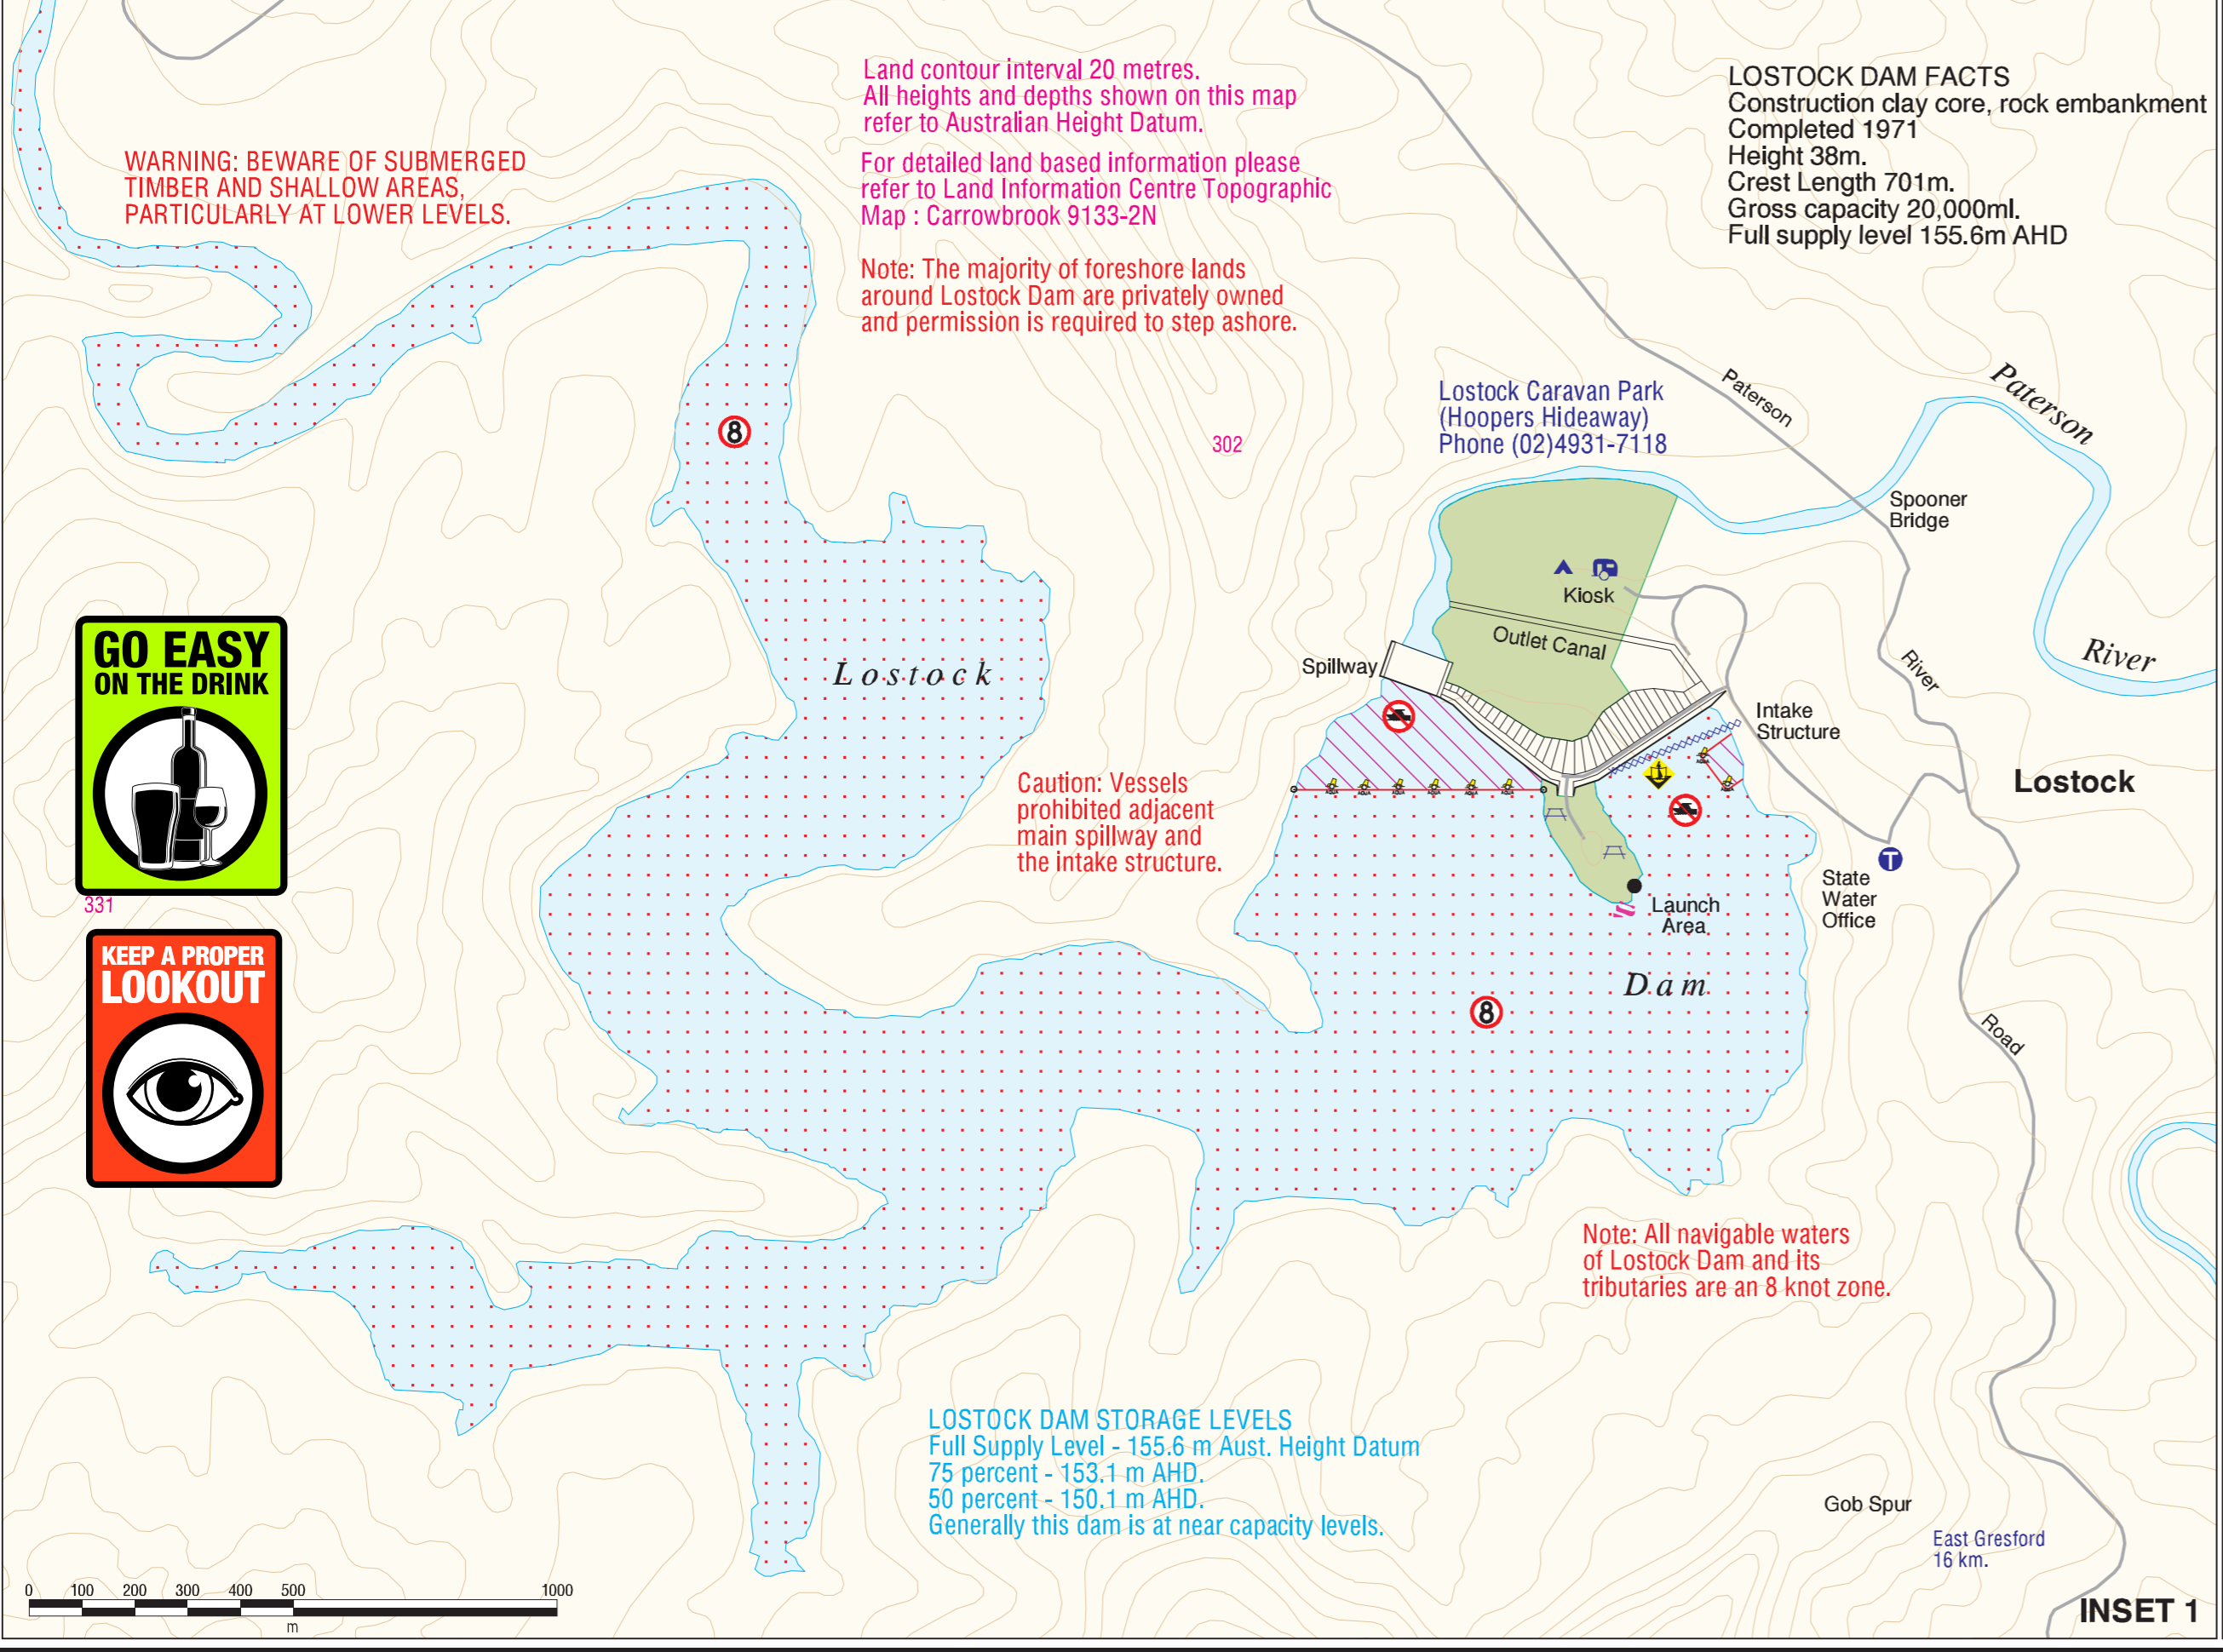 Land contour interval 20 metres.
All heights and depths shown on this map
refer to Australian Height Datum.
For detailed land based information please
refer to Land Information Centre Topographic
Map : Carrowbrook 9133-2N
Note: The majority of foreshore lands
around Lostock Dam are privately owned
and permission is required to step ashore.
LOSTOCK DAM FACTS
Construction clay core, rock embankment
Completed 1971
Height 38m.
Crest Length 701m.
Gross capacity 20,000ml.
Full supply level 155.6m AHD
WARNING: BEWARE OF SUBMERGED
TIMBER AND SHALLOW AREAS,
PARTICULARLY AT LOWER LEVELS.
Lostock Caravan Park
(Hoopers Hideaway)
Phone (02)4931-7118
Paterson
Paterson
8
302
Spooner
Bridge
Kiosk
Outlet Canal
Spillway
River
River
Intake
Structure
GO EASY
ON THE DRINK
331
Lostock
Caution: Vessels
prohibited adjacent
main spillway and
the intake structure.
Lostock
T
State
Water
Office
Launch
Area
KEEP A PROPER
LOOKOUT
Dam
8
Road
Note: All navigable waters
of Lostock Dam and its
tributaries are an 8 knot zone.
LOSTOCK DAM STORAGE LEVELS
Full Supply Level - 155.6 m Aust. Height Datum
75 percent - 153.1 m AHD.
50 percent - 150.1 m AHD.
Generally this dam is at near capacity levels.
Gob Spur
East Gresford
16 km.
0 100 200 300 400 500 1000
m
INSET 1